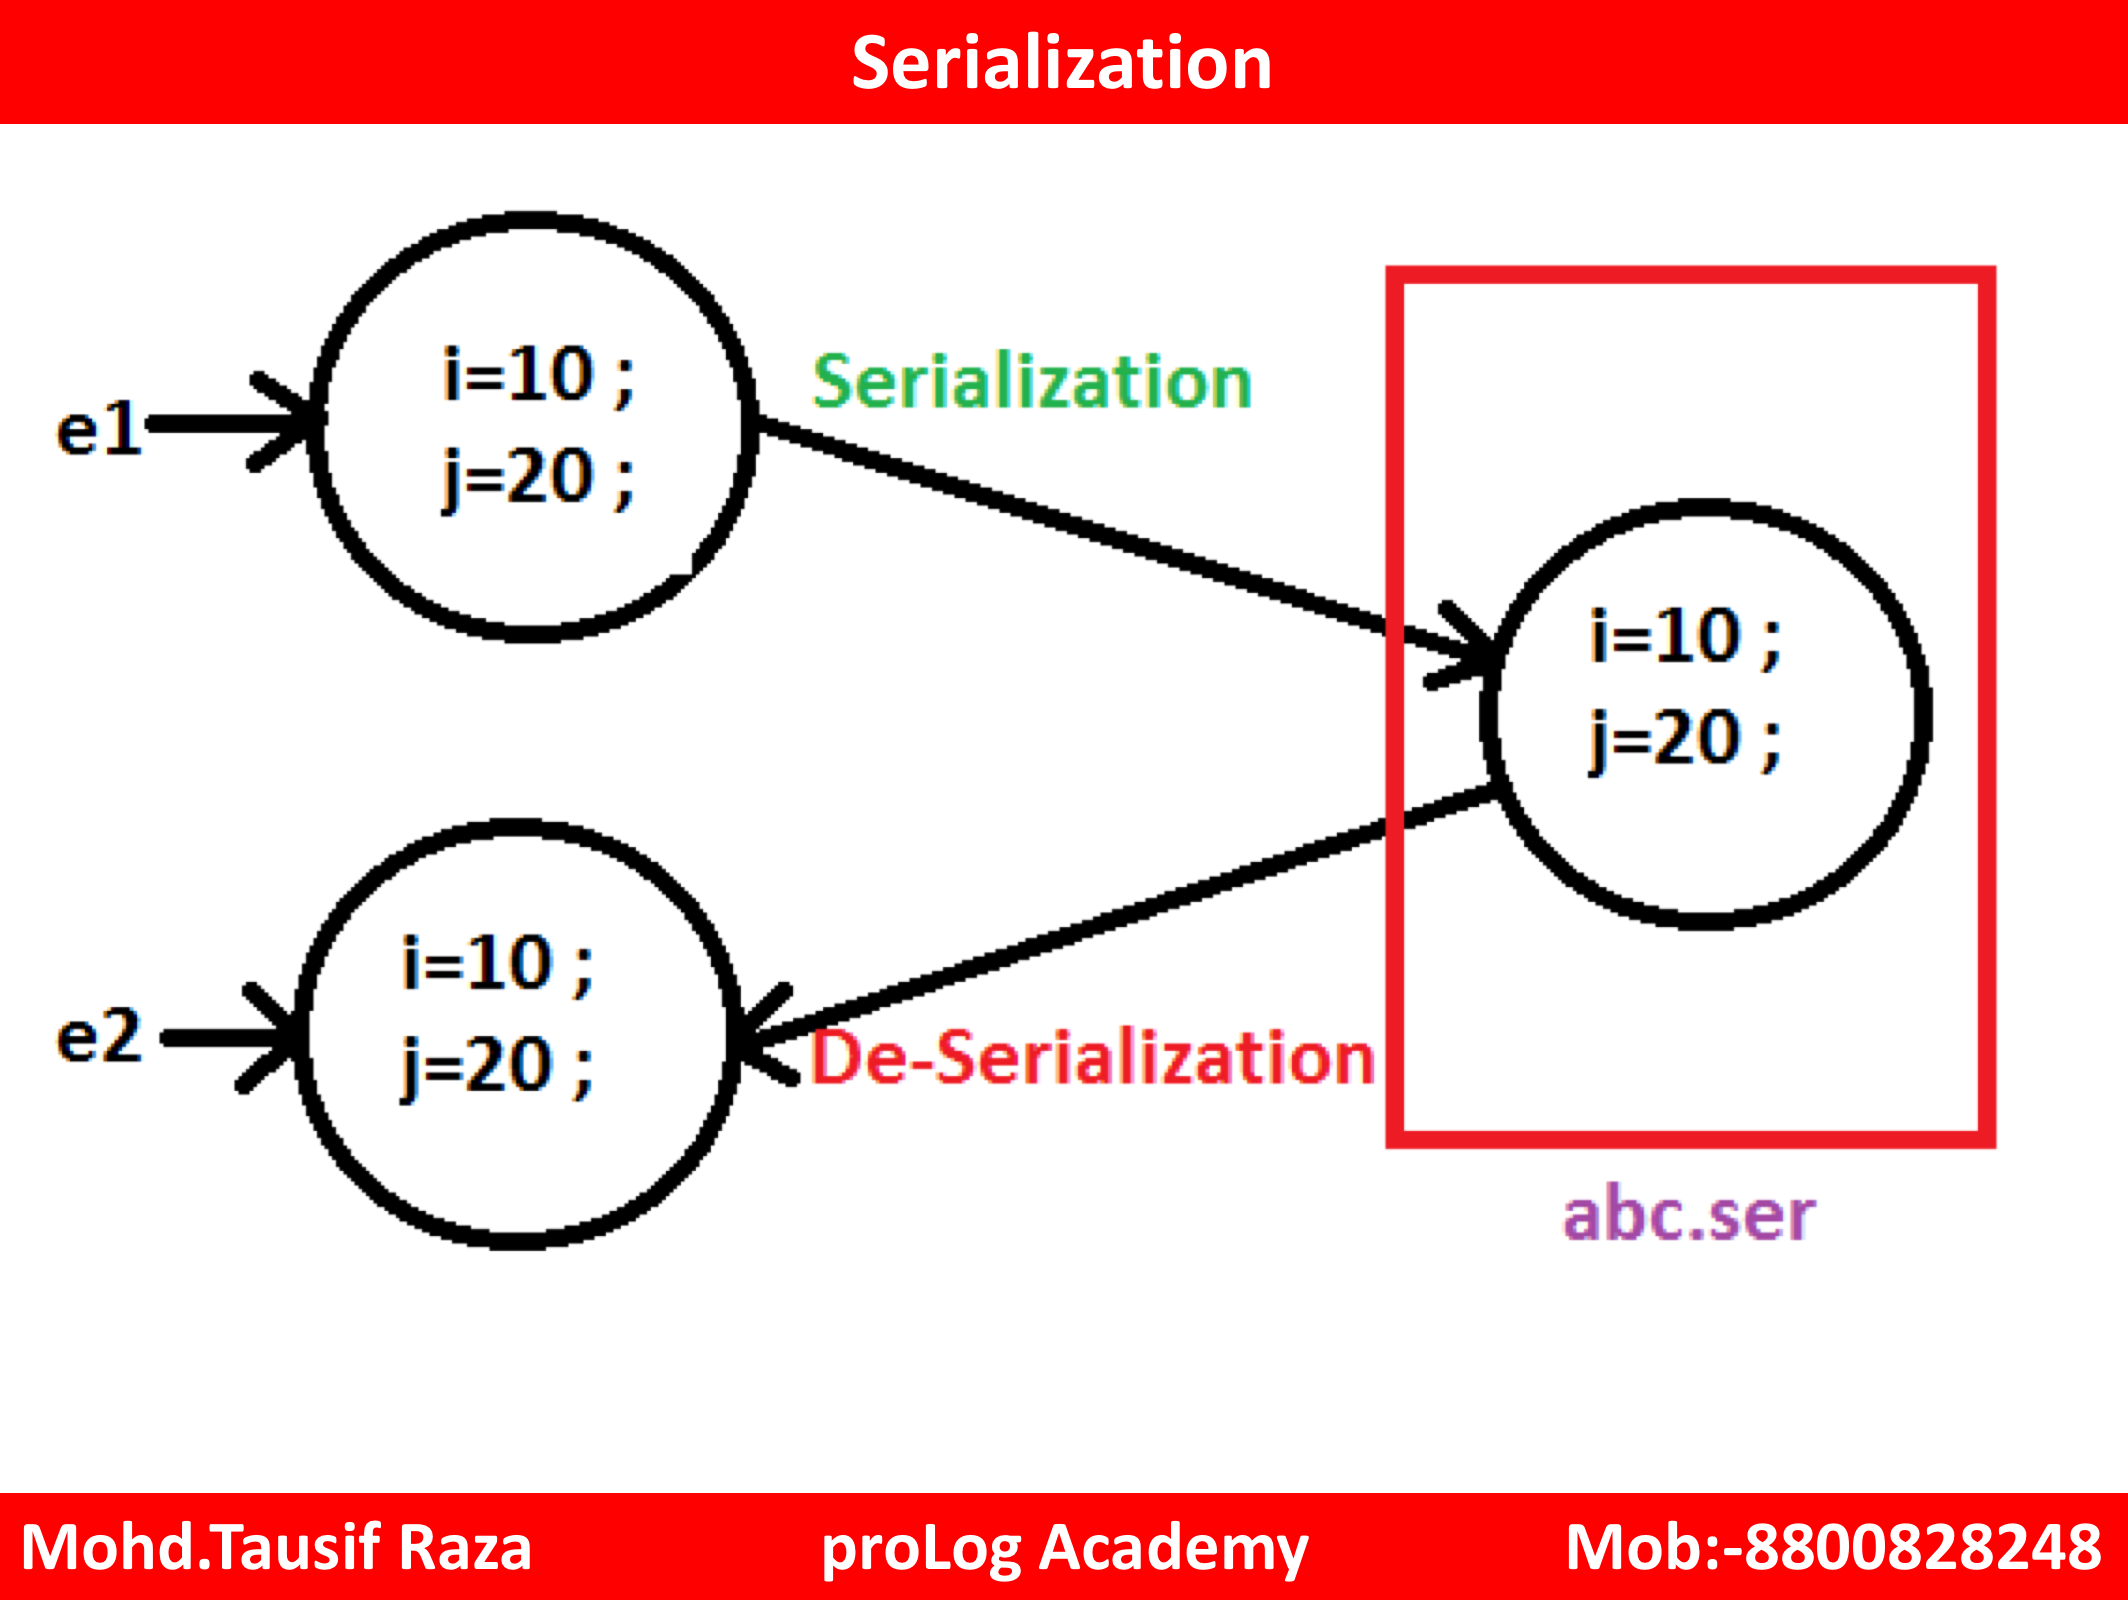 Serialization
i=10 ;
j=20 ;
e1
Serialization
i=10 ;
j=20 ;
i=10 ;
j=20 ;
e2
De-Serialization
abc.ser
Mohd.Tausif Raza
proLog Academy
Mob:-8800828248